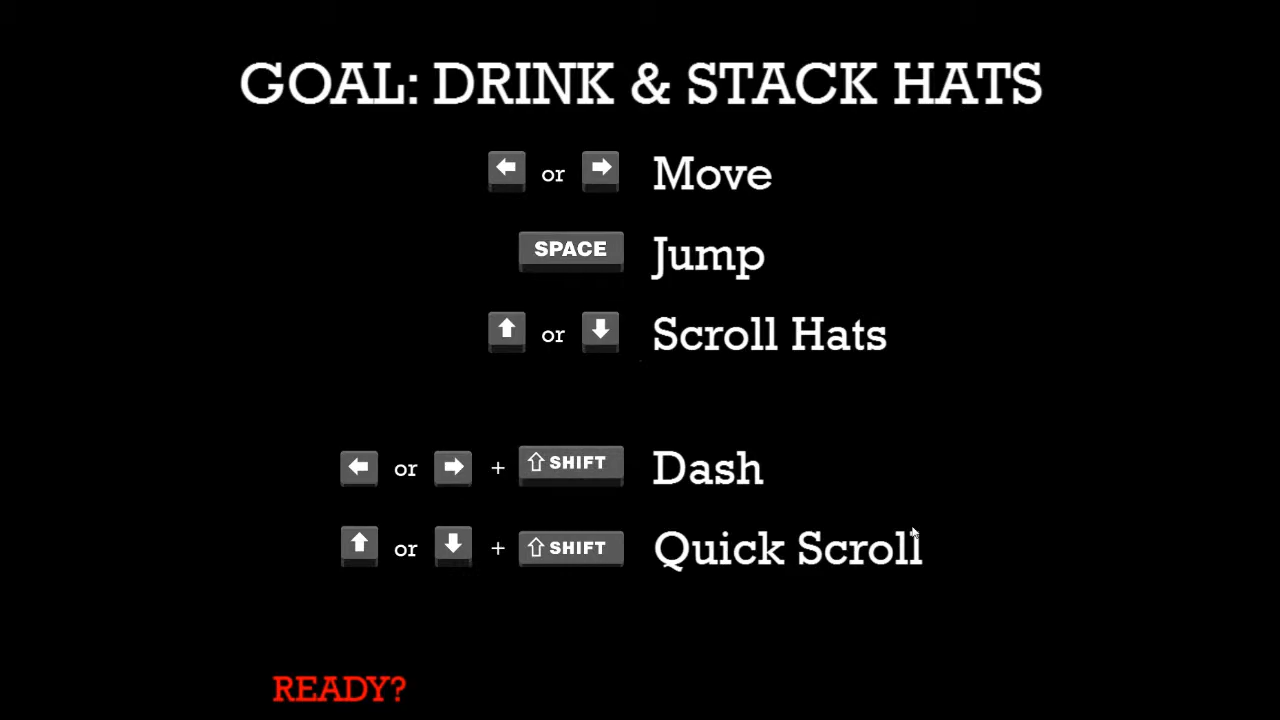 GOAL: DRINK & STACK HATS
or Move
SPACE Jump
or Scroll Hats
or + SHIFT Dash
or + SHIFT Quick Scroll
READY?